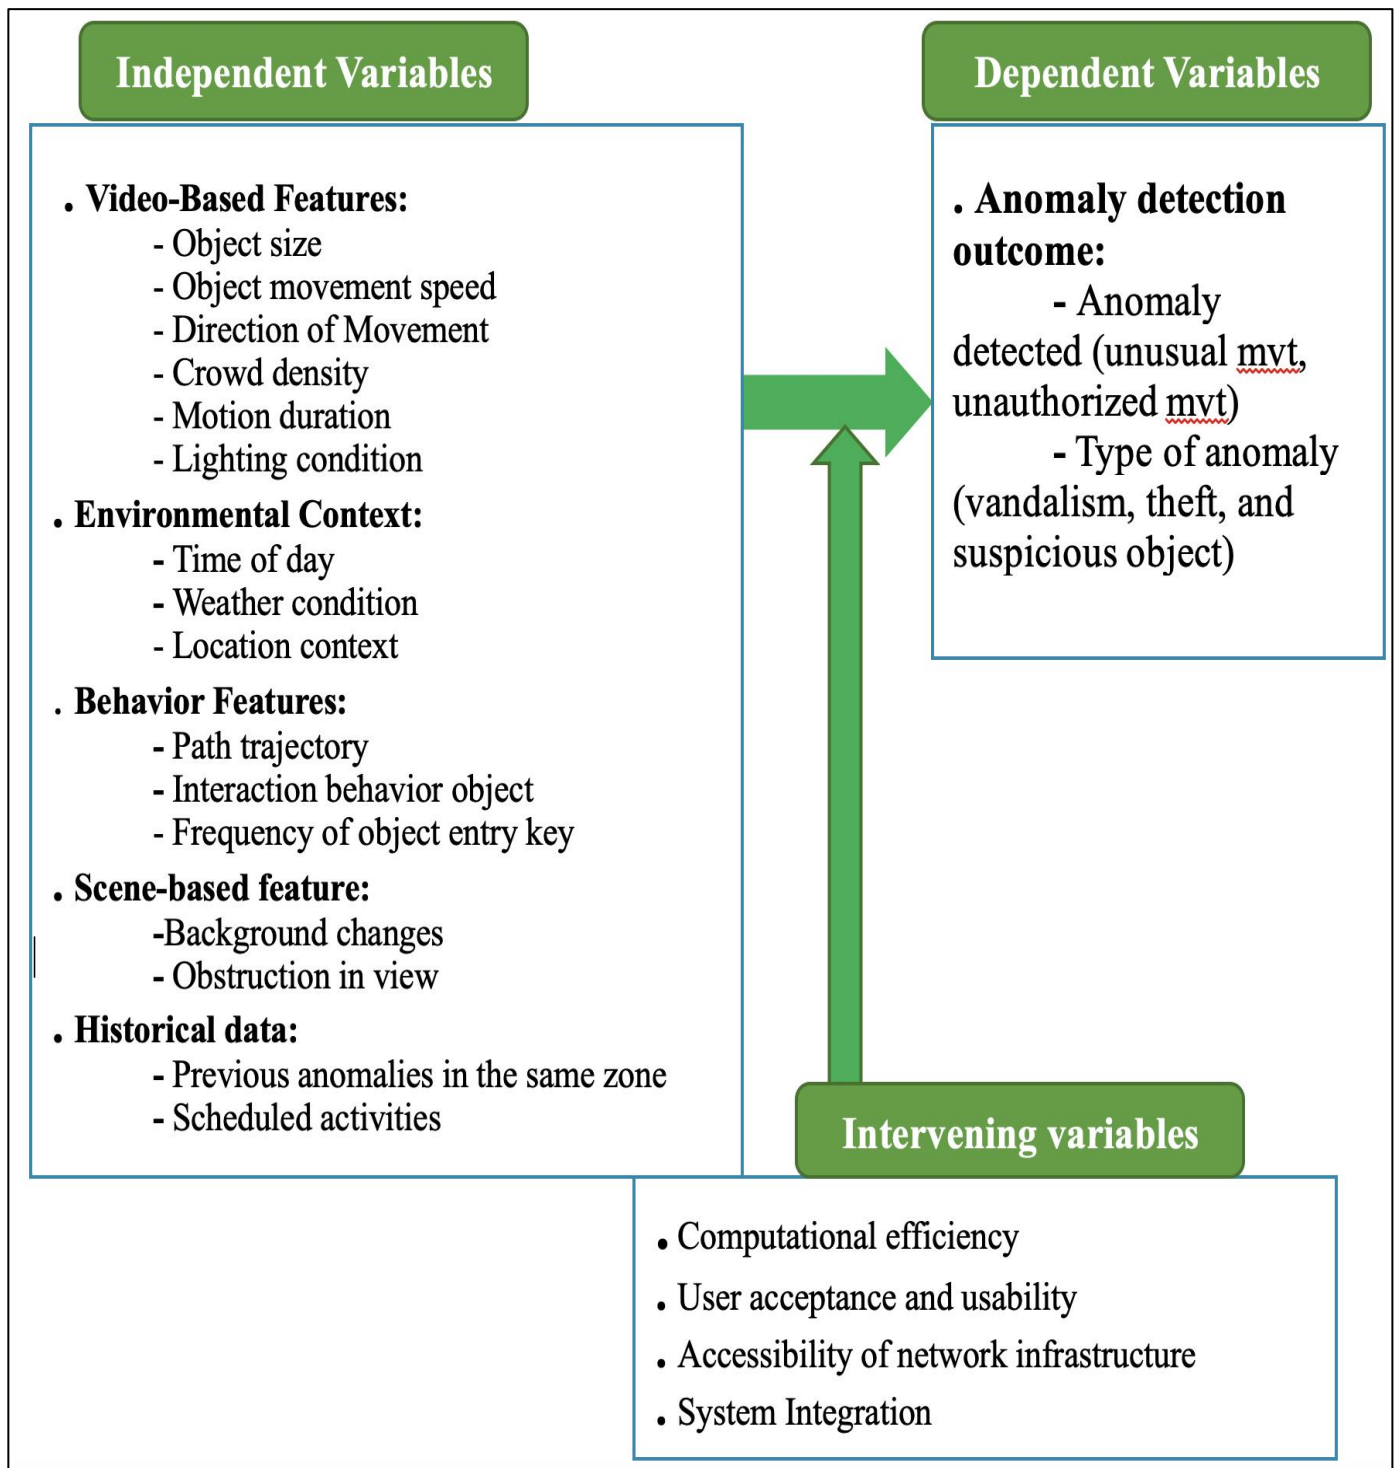 Independent Variables
. Video-Based Features:
- Object size
- Object movement speed
- Direction of Movement
- Crowd density
- Motion duration
- Lighting condition
. Environmental Context:
- Time of day
- Weather condition
- Location context
. Behavior Features:
- Path trajectory
- Interaction behavior object
- Frequency of object entry key
. Scene-based feature:
-Background changes
- Obstruction in view
. Historical data:
- Previous anomalies in the same zone
- Scheduled activities
Dependent Variables
. Anomaly detection
outcome:
- Anomaly
detected (unusual mvt,
unauthorized mvt)
- Type of anomaly
(vandalism, theft, and
suspicious object)
Intervening variables
. Computational efficiency
. User acceptance and usability
. Accessibility of network infrastructure
. System Integration